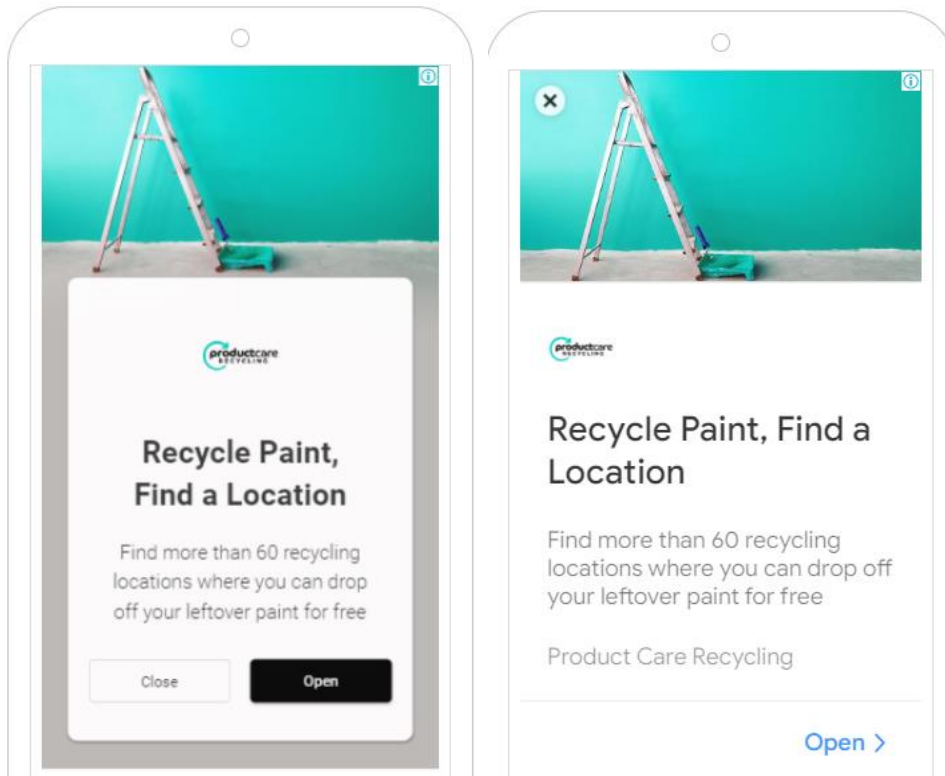 productcare
RECYCLING
Recycle Paint,
Find a Location
Find more than 60 recycling
locations where you can drop
off your leftover paint for free
Close
Open
productcare
RECYCLING
Recycle Paint, Find a
Location
Find more than 60 recycling
locations where you can drop off
your leftover paint for free
Product Care Recycling
Open >